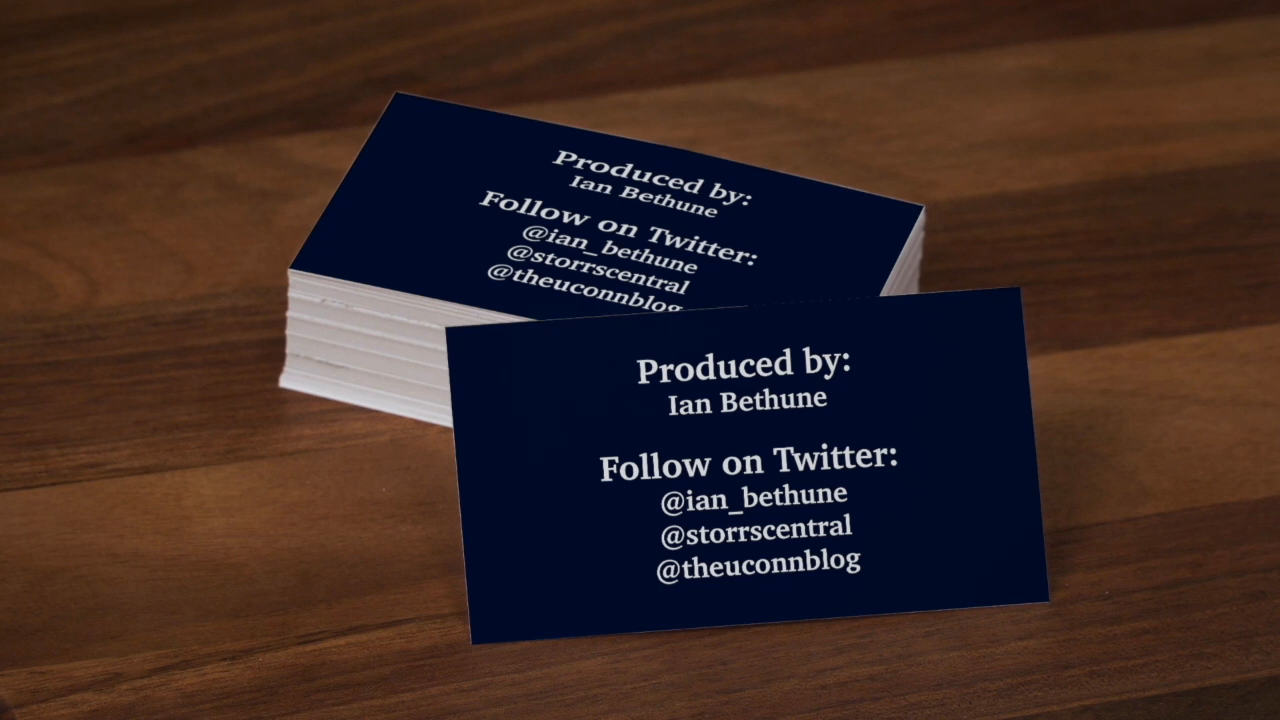 Produced by:
Ian Bethune
Follow on Twitter:
@ian_bethune
@storrscentral
@theuconnblog
Produced by:
Ian Bethune
Follow on Twitter:
@ian_bethune
@storrscentral
@theuconnblog